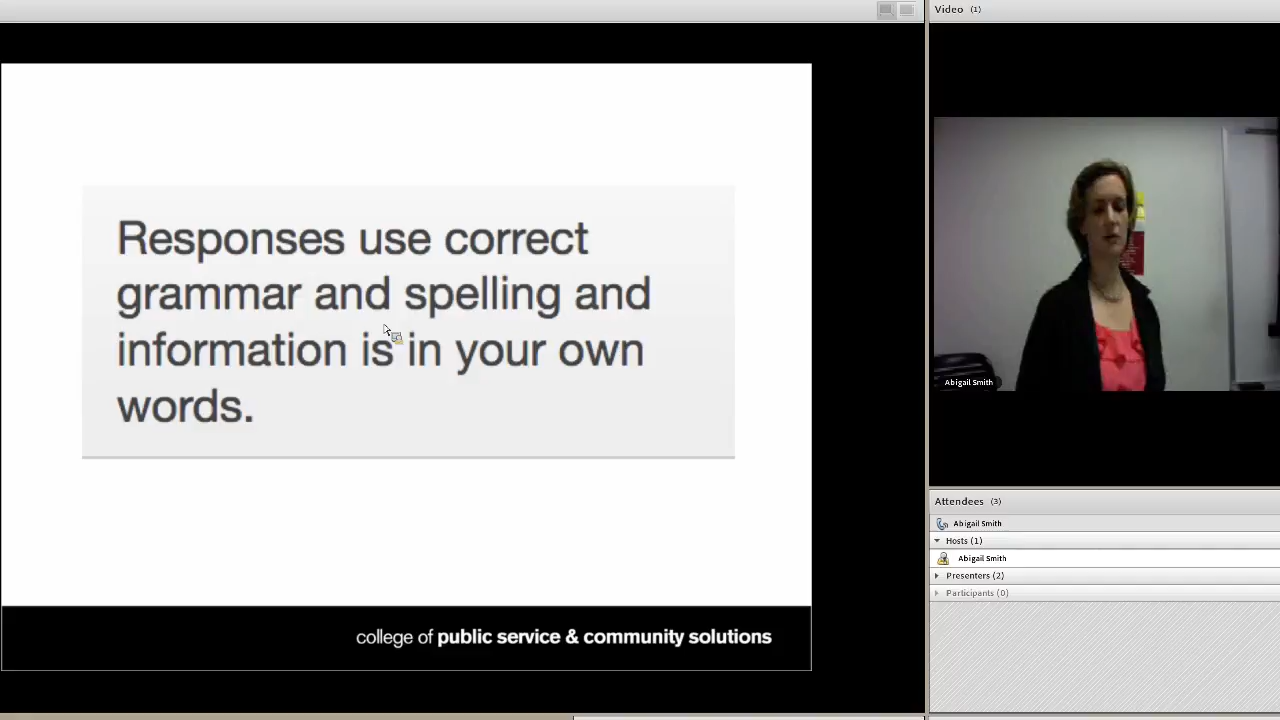 Video (1)
Responses use correct
grammar and spelling and
information is in your own
words.
college of public service & community solutions
Abigail Smith
Attendees (3)
Abigail Smith
Hosts (1)
Abigail Smith
Presenters (2)
Participants (0)